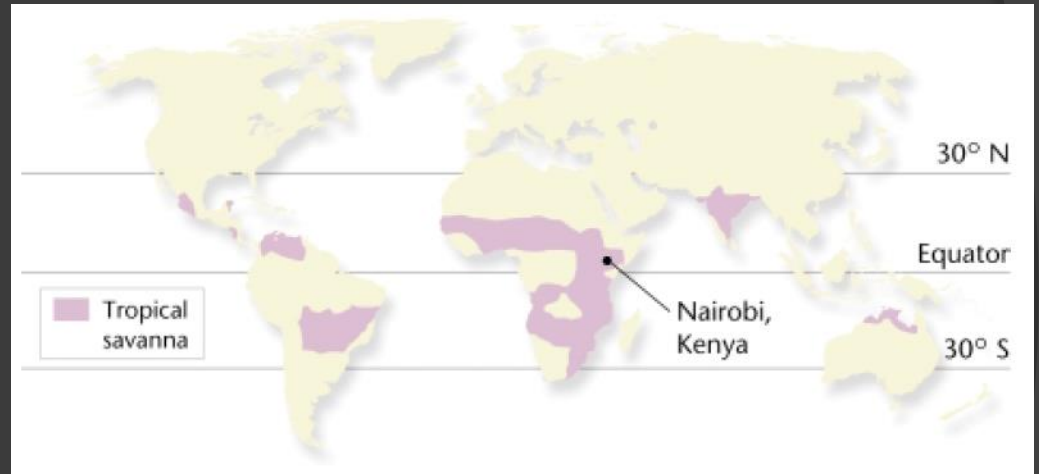 30° N
Equator
Tropical
savanna
Nairobi,
Kenya
30° S